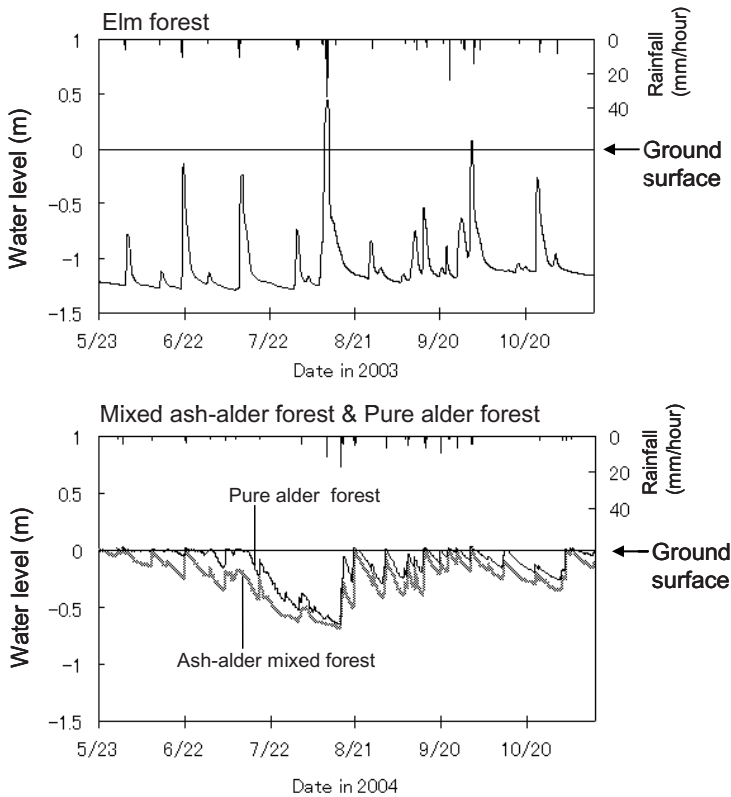 Elm forest
1
0.5
0
−0.5
−1
−1.5
Water level (m)
0
20
40
Rainfall
(mm/hour)
Ground
surface
5/23
6/22
7/22
8/21
9/20
10/20
Date in 2003
Mixed ash-alder forest & Pure alder forest
1
0.5
0
−0.5
−1
−1.5
Water level (m)
0
20
40
Rainfall
(mm/hour)
Pure alder forest
Ground
surface
Ash-alder mixed forest
5/23
6/22
7/22
8/21
9/20
10/20
Date in 2004